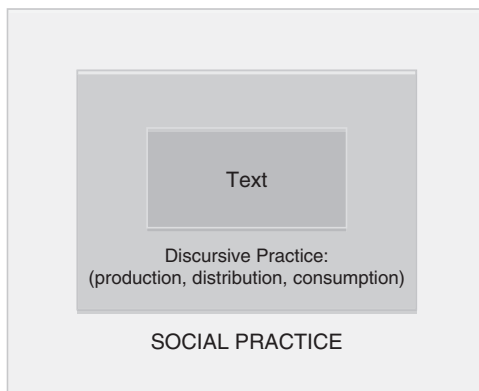 Text
Discursive Practice:
(production, distribution, consumption)
SOCIAL PRACTICE